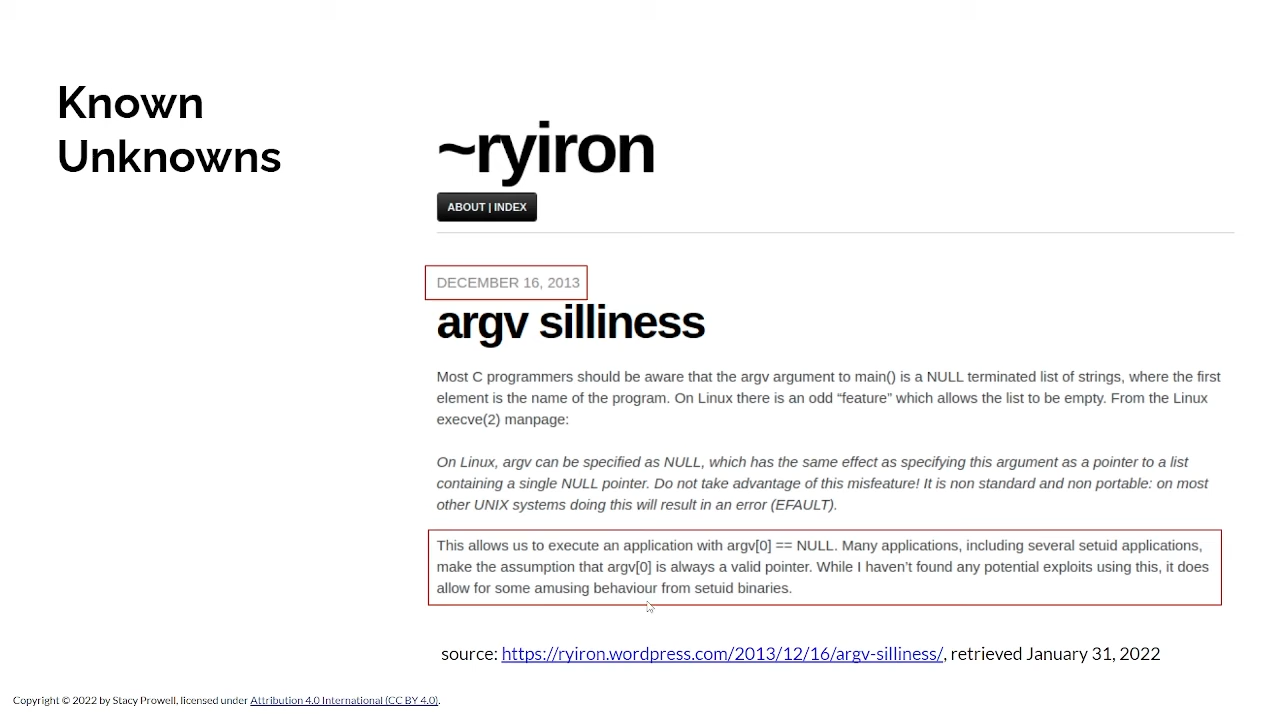 Known
Unknowns
~ryiron
ABOUT | INDEX
DECEMBER 16, 2013
argv silliness
Most C programmers should be aware that the argv argument to main() is a NULL terminated list of strings, where the first
element is the name of the program. On Linux there is an odd “feature” which allows the list to be empty. From the Linux
execve(2) manpage:
On Linux, argv can be specified as NULL, which has the same effect as specifying this argument as a pointer to a list
containing a single NULL pointer. Do not take advantage of this misfeature! It is non standard and non portable: on most
other UNIX systems doing this will result in an error (EFAULT).
This allows us to execute an application with argv[0] == NULL. Many applications, including several setuid applications,
make the assumption that argv[0] is always a valid pointer. While I haven’t found any potential exploits using this, it does
allow for some amusing behaviour from setuid binaries.
source: https://ryiron.wordpress.com/2013/12/16/argv-silliness/, retrieved January 31, 2022
Copyright © 2022 by Stacy Prowell, licensed under Attribution 4.0 International (CC BY 4.0).